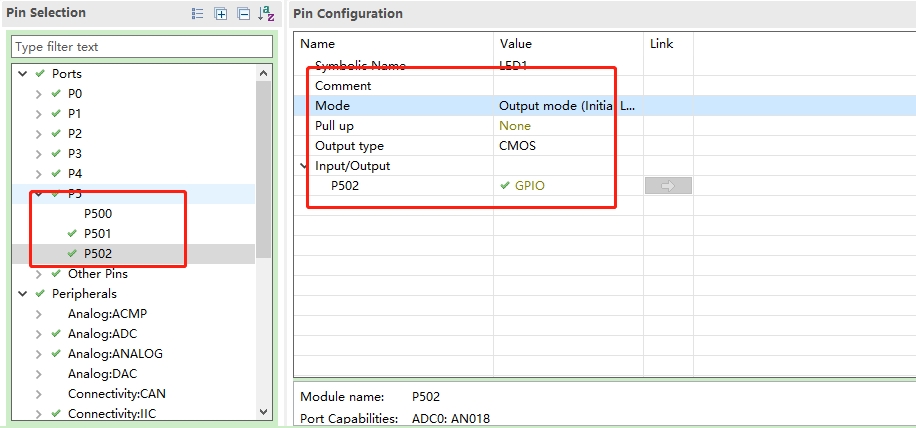 Pin Selection
Type filter text
Ports
P0
P1
P2
P3
P4
P5
P500
P501
P502
Other Pins
Peripherals
Analog:ACMP
Analog:ADC
Analog:ANALOG
Analog:DAC
Connectivity:CAN
Connectivity:IIC
Pin Configuration
Name Value Link
Symbolic Name LED1
Comment
Mode Output mode (Initial L...
Pull up None
Output type CMOS
Input/Output
P502 GPIO
Module name: P502
Port Capabilities: ADC0: AN018